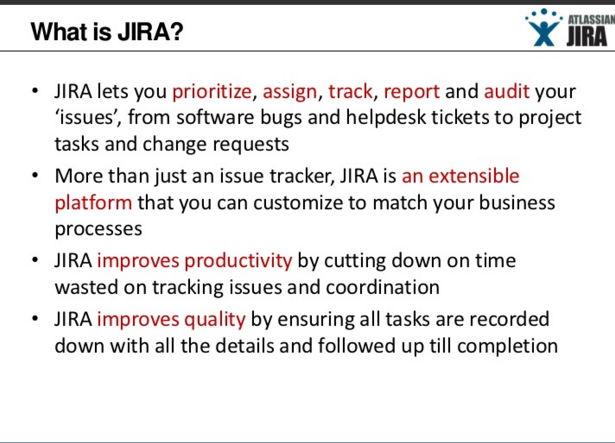 What is JIRA?
ATLASSIAN
JIRA
• JIRA lets you prioritize, assign, track, report and audit your
‘issues’, from software bugs and helpdesk tickets to project
tasks and change requests
• More than just an issue tracker, JIRA is an extensible
platform that you can customize to match your business
processes
• JIRA improves productivity by cutting down on time
wasted on tracking issues and coordination
• JIRA improves quality by ensuring all tasks are recorded
down with all the details and followed up till completion